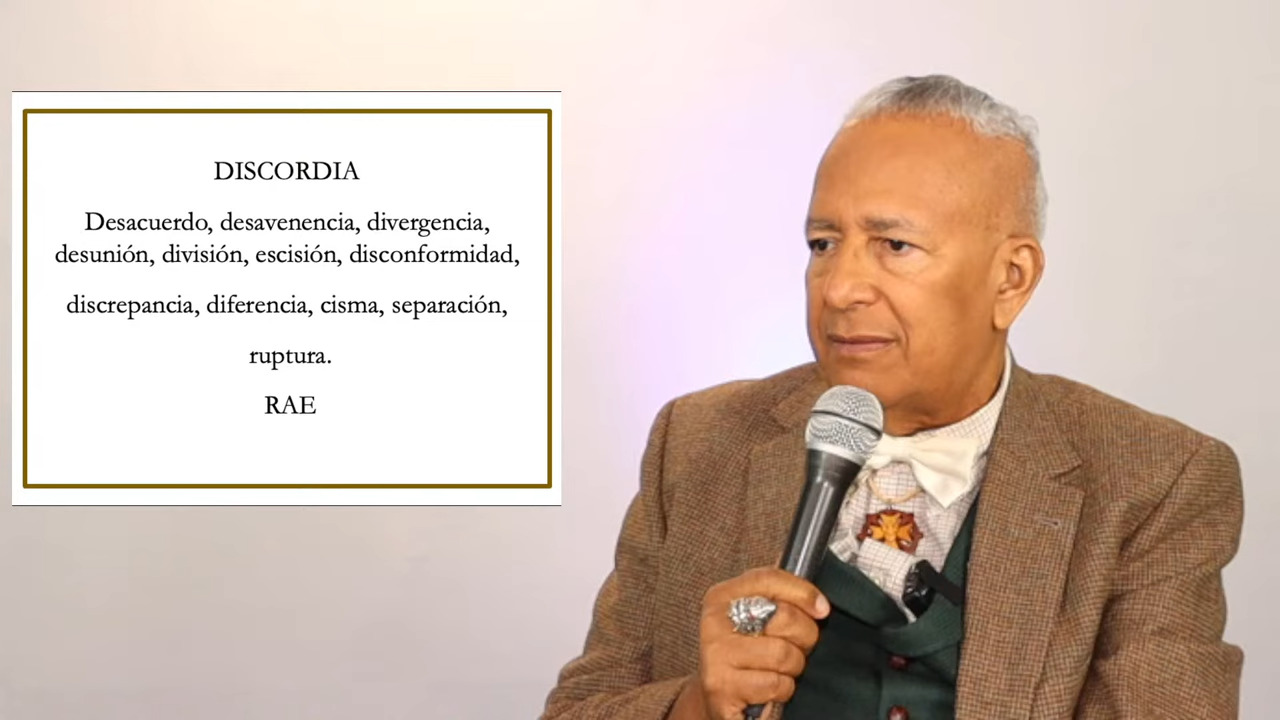 DISCORDIA
Desacuerdo, desavenencia, divergencia,
desunión, división, escisión, disconformidad,
discrepancia, diferencia, cisma, separación,
ruptura.
RAE